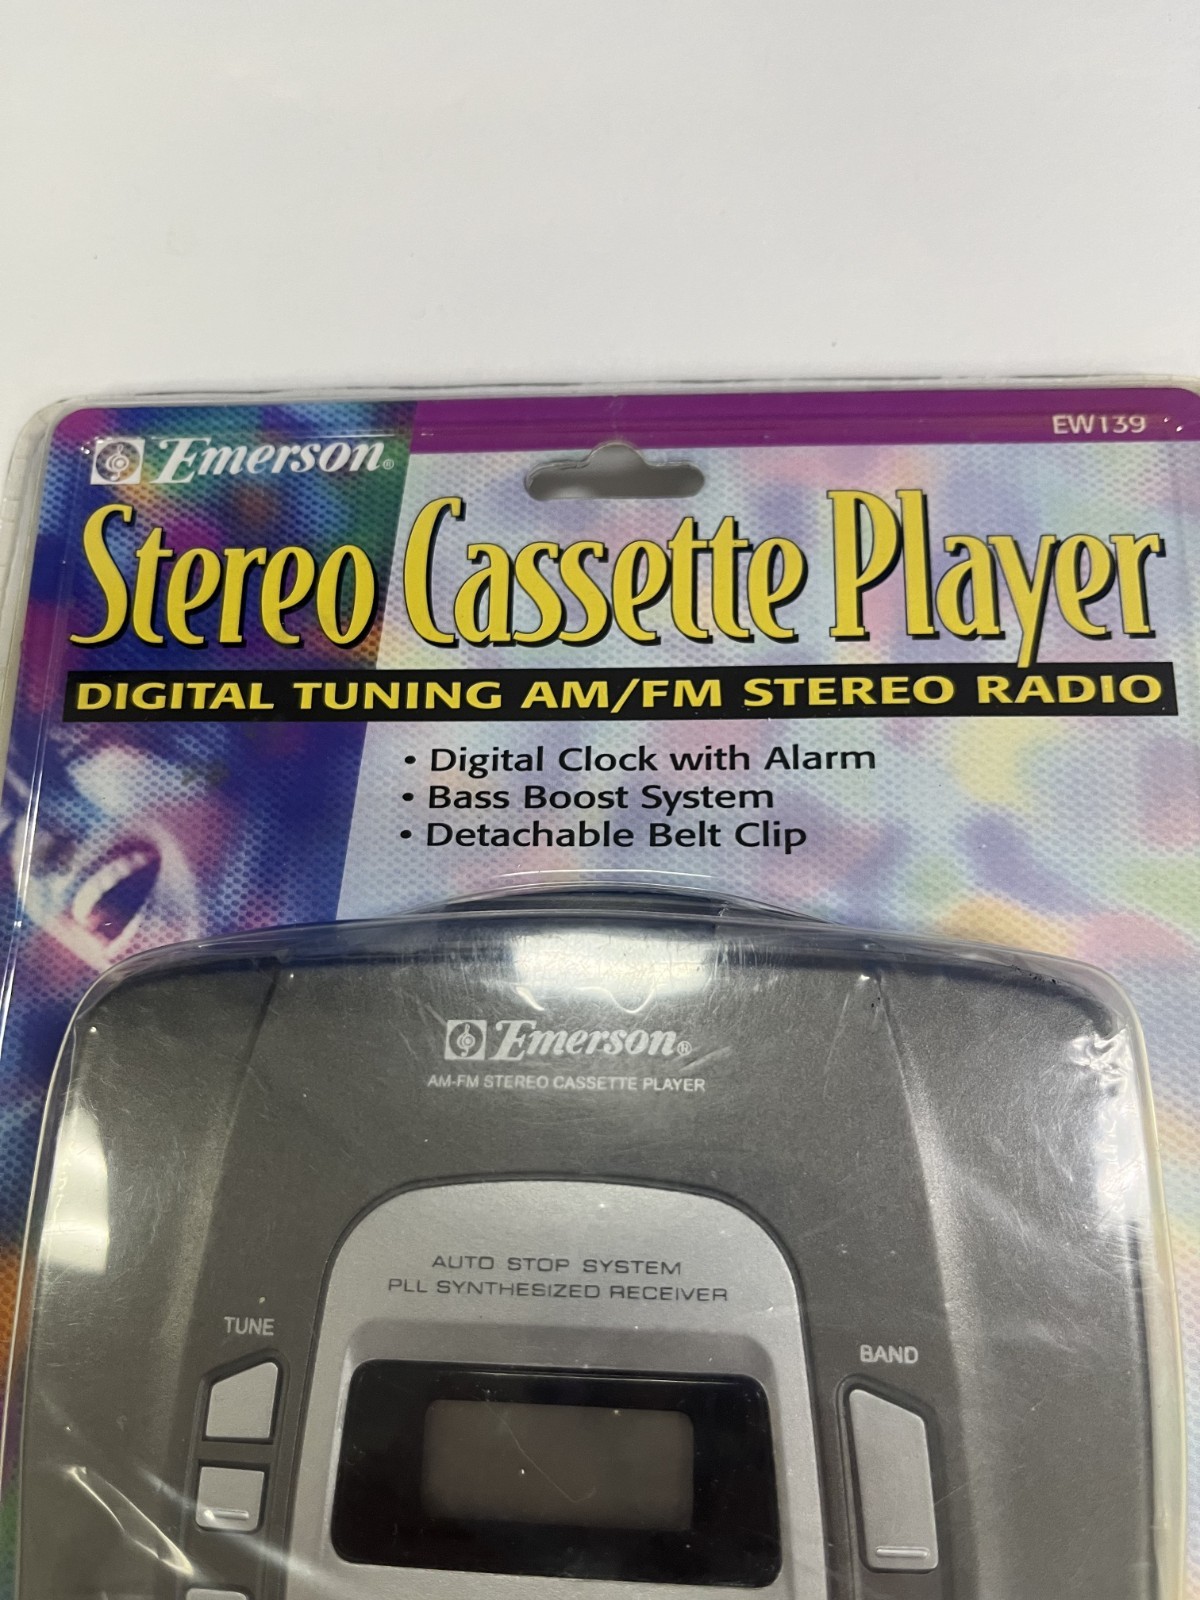 EW139
Emerson®
Stereo Cassette Player
DIGITAL TUNING AM/FM STEREO RADIO
• Digital Clock with Alarm
• Bass Boost System
• Detachable Belt Clip
Emerson®
AM-FM STEREO CASSETTE PLAYER
AUTO STOP SYSTEM
PLL SYNTHESIZED RECEIVER
TUNE
BAND